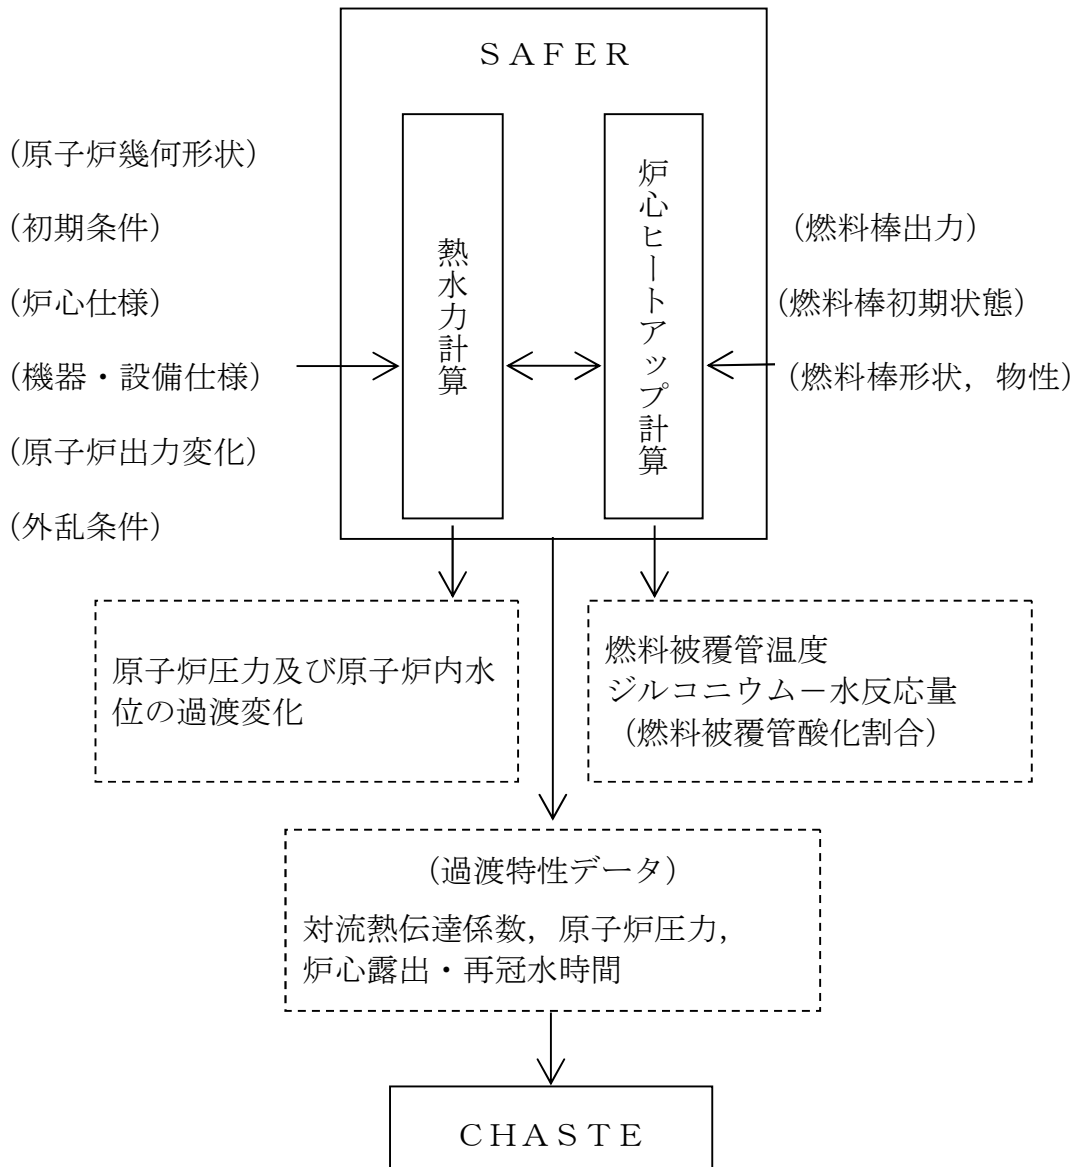 ＳＡＦＥＲ
(原子炉幾何形状)
(初期条件)
(炉心仕様)
(機器・設備仕様)
(原子炉出力変化)
(外乱条件)
熱水力計算
炉心ヒートアップ計算
(燃料棒出力)
(燃料棒初期状態)
(燃料棒形状，物性)
原子炉圧力及び原子炉内水
位の過渡変化
燃料被覆管温度
ジルコニウム－水反応量
(燃料被覆管酸化割合)
(過渡特性データ)
対流熱伝達係数，原子炉圧力，
炉心露出・再冠水時間
ＣＨＡＳＴＥ